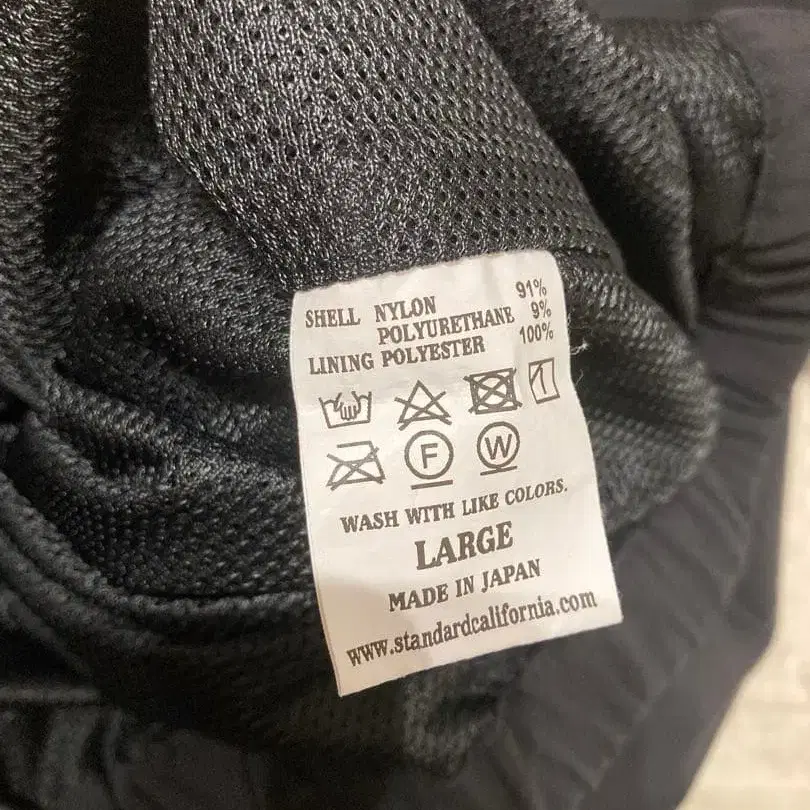 SHELL NYLON 91%
POLYURETHANE 9%
LINING POLYESTER 100%
F W
WASH WITH LIKE COLORS.
LARGE
MADE IN JAPAN
www.standardcalifornia.com